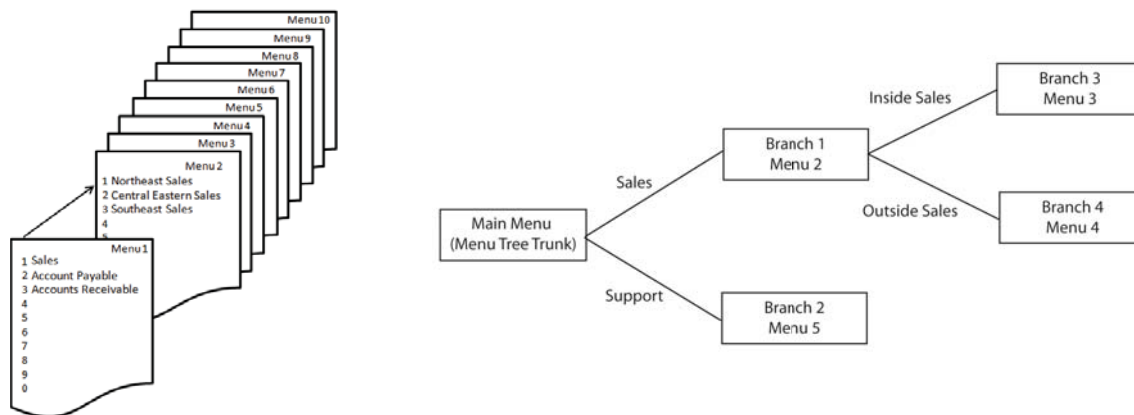 Menu 10
Menu 9
Menu 8
Menu 7
Menu 6
Menu 5
Menu 4
Menu 3
Menu 2
1 Northeast Sales
2 Central Eastern Sales
3 Southeast Sales
4
5
Menu 1
1 Sales
2 Account Payable
3 Accounts Receivable
4
5
6
7
8
9
0
Main Menu
(Menu Tree Trunk)
Sales
Support
Branch 1
Menu 2
Branch 2
Menu 5
Inside Sales
Outside Sales
Branch 3
Menu 3
Branch 4
Menu 4